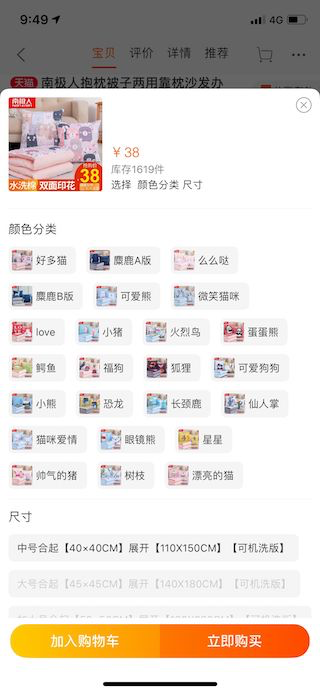 9:49
4G
宝贝 评价 详情 推荐
天猫 南极人抱枕被子两用靠枕沙发办
南极人
抢购价
38
水洗棉 双面印花
¥ 38
库存1619件
选择 颜色分类 尺寸
颜色分类
好多猫 麋鹿A版 么么哒
麋鹿B版 可爱熊 微笑猫咪
love 小猪 火烈鸟 蛋蛋熊
鳄鱼 福狗 狐狸 可爱狗狗
小熊 恐龙 长颈鹿 仙人掌
猫咪爱情 眼镜熊 星星
帅气的猪 树枝 漂亮的猫
尺寸
中号合起【40×40CM】展开【110X150CM】【可机洗版】
大号合起【45×45CM】展开【140X180CM】【可机洗版】
加入购物车 立即购买